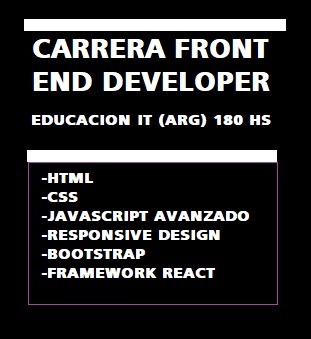 CARRERA FRONT
END DEVELOPER
EDUCACION IT (ARG) 180 HS
-HTML
-CSS
-JAVASCRIPT AVANZADO
-RESPONSIVE DESIGN
-BOOTSTRAP
-FRAMEWORK REACT